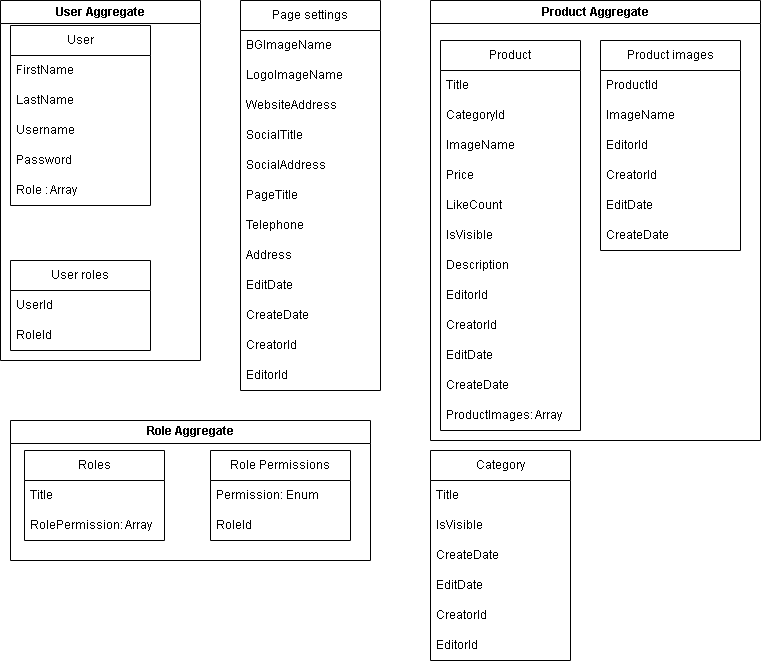 User Aggregate
User
FirstName
LastName
Username
Password
Role : Array
User roles
UserId
RoleId
Page settings
BGImageName
LogoImageName
WebsiteAddress
SocialTitle
SocialAddress
PageTitle
Telephone
Address
EditDate
CreateDate
CreatorId
EditorId
Product Aggregate
Product
Title
CategoryId
ImageName
Price
LikeCount
IsVisible
Description
EditorId
CreatorId
EditDate
CreateDate
ProductImages: Array
Product images
ProductId
ImageName
EditorId
CreatorId
EditDate
CreateDate
Role Aggregate
Roles
Title
RolePermission: Array
Role Permissions
Permission: Enum
RoleId
Category
Title
IsVisible
CreateDate
EditDate
CreatorId
EditorId